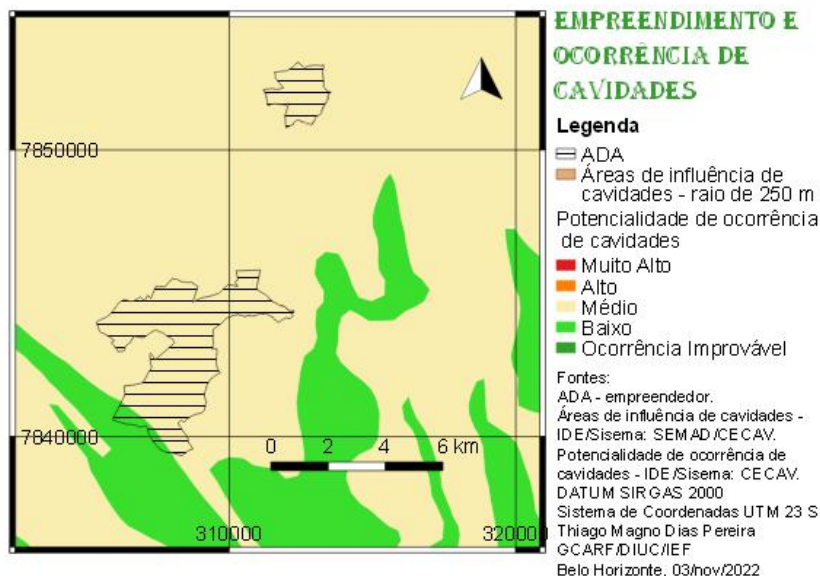 EMPREENDIMENTO E
OCORRÊNCIA DE
CAVIDADES
Legenda
ADA
Áreas de influência de
cavidades - raio de 250 m
Potencialidade de ocorrência
de cavidades
Muito Alto
Alto
Médio
Baixo
Ocorrência Improvável
Fontes:
ADA - empreendedor.
Áreas de influência de cavidades -
IDE/Sisema: SEMAD/CECAV.
Potencialidade de ocorrência de
cavidades - IDE/Sisema: CECAV.
DATUM SIRGAS 2000
Sistema de Coordenadas UTM 23 S
Thiago Magno Dias Pereira
GCARF/DIUC/IEF
Belo Horizonte, 03/nov/2022
7850000
7840000
0 2 4 6 km
310000
320000